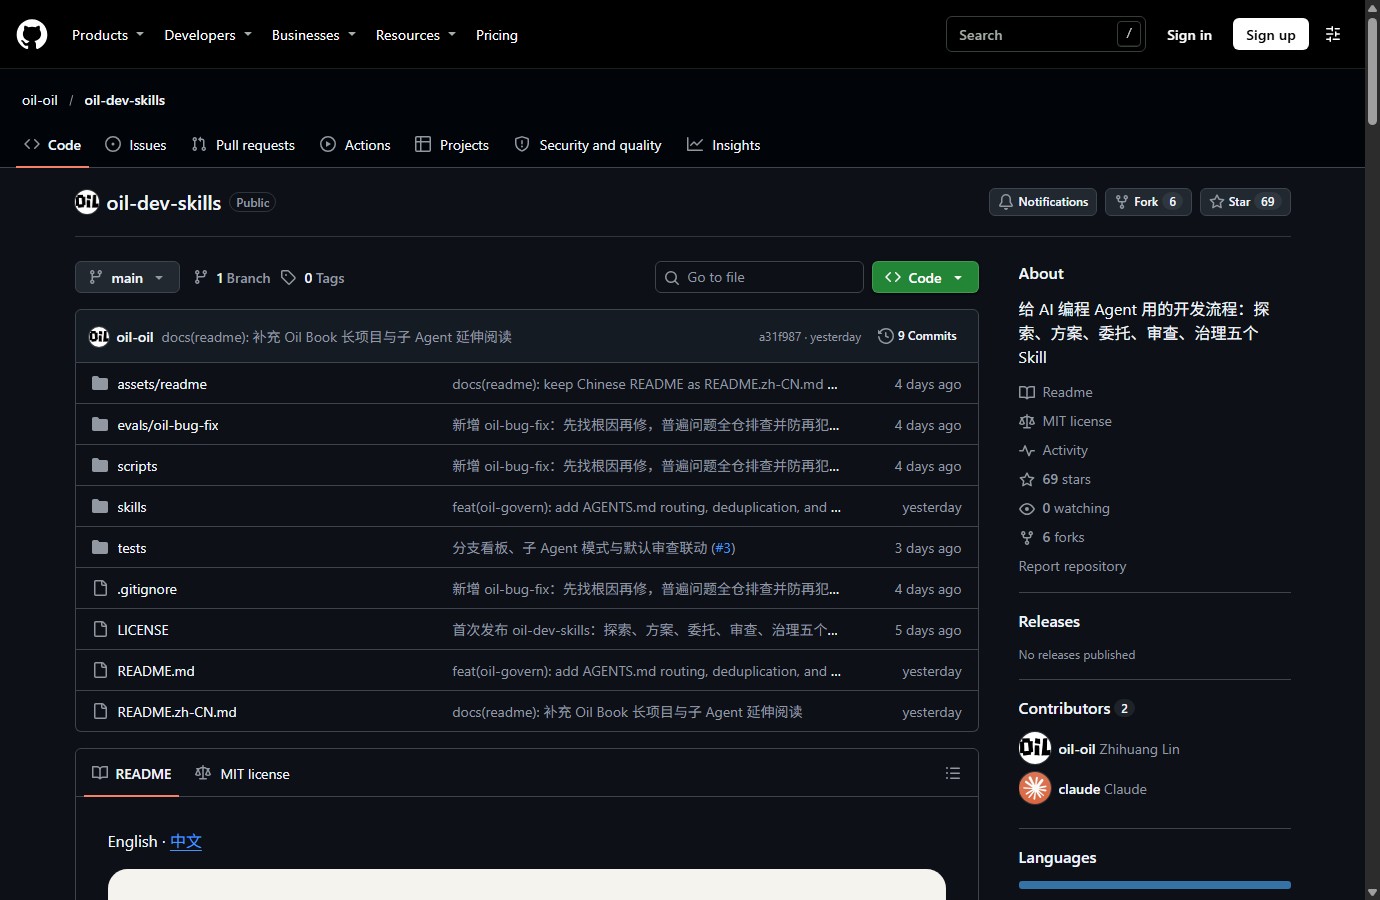 Products Developers Businesses Resources Pricing Search / Sign in Sign up
oil-oil / oil-dev-skills
Code Issues Pull requests Actions Projects Security and quality Insights
OiL oil-dev-skills Public Notifications Fork 6 Star 69
main 1 Branch 0 Tags Go to file Code
OiL oil-oil docs(readme): 补充 Oil Book 长项目与子 Agent 延伸阅读 a31f987 · yesterday 9 Commits
assets/readme docs(readme): keep Chinese README as README.zh-CN.md ... 4 days ago
evals/oil-bug-fix 新增 oil-bug-fix：先找根因再修，普遍问题全仓排查并防再犯... 4 days ago
scripts 新增 oil-bug-fix：先找根因再修，普遍问题全仓排查并防再犯... 4 days ago
skills feat(oil-govern): add AGENTS.md routing, deduplication, and ... yesterday
tests 分支看板、子 Agent 模式与默认审查联动 (#3) 3 days ago
.gitignore 新增 oil-bug-fix：先找根因再修，普遍问题全仓排查并防再犯... 4 days ago
LICENSE 首次发布 oil-dev-skills：探索、方案、委托、审查、治理五个... 5 days ago
README.md feat(oil-govern): add AGENTS.md routing, deduplication, and ... yesterday
README.zh-CN.md docs(readme): 补充 Oil Book 长项目与子 Agent 延伸阅读 yesterday
README MIT license
English · 中文
About
给 AI 编程 Agent 用的开发流程：探
索、方案、委托、审查、治理五个
Skill
Readme
MIT license
Activity
69 stars
0 watching
6 forks
Report repository
Releases
No releases published
Contributors 2
OiL oil-oil Zhihuang Lin
claude Claude
Languages